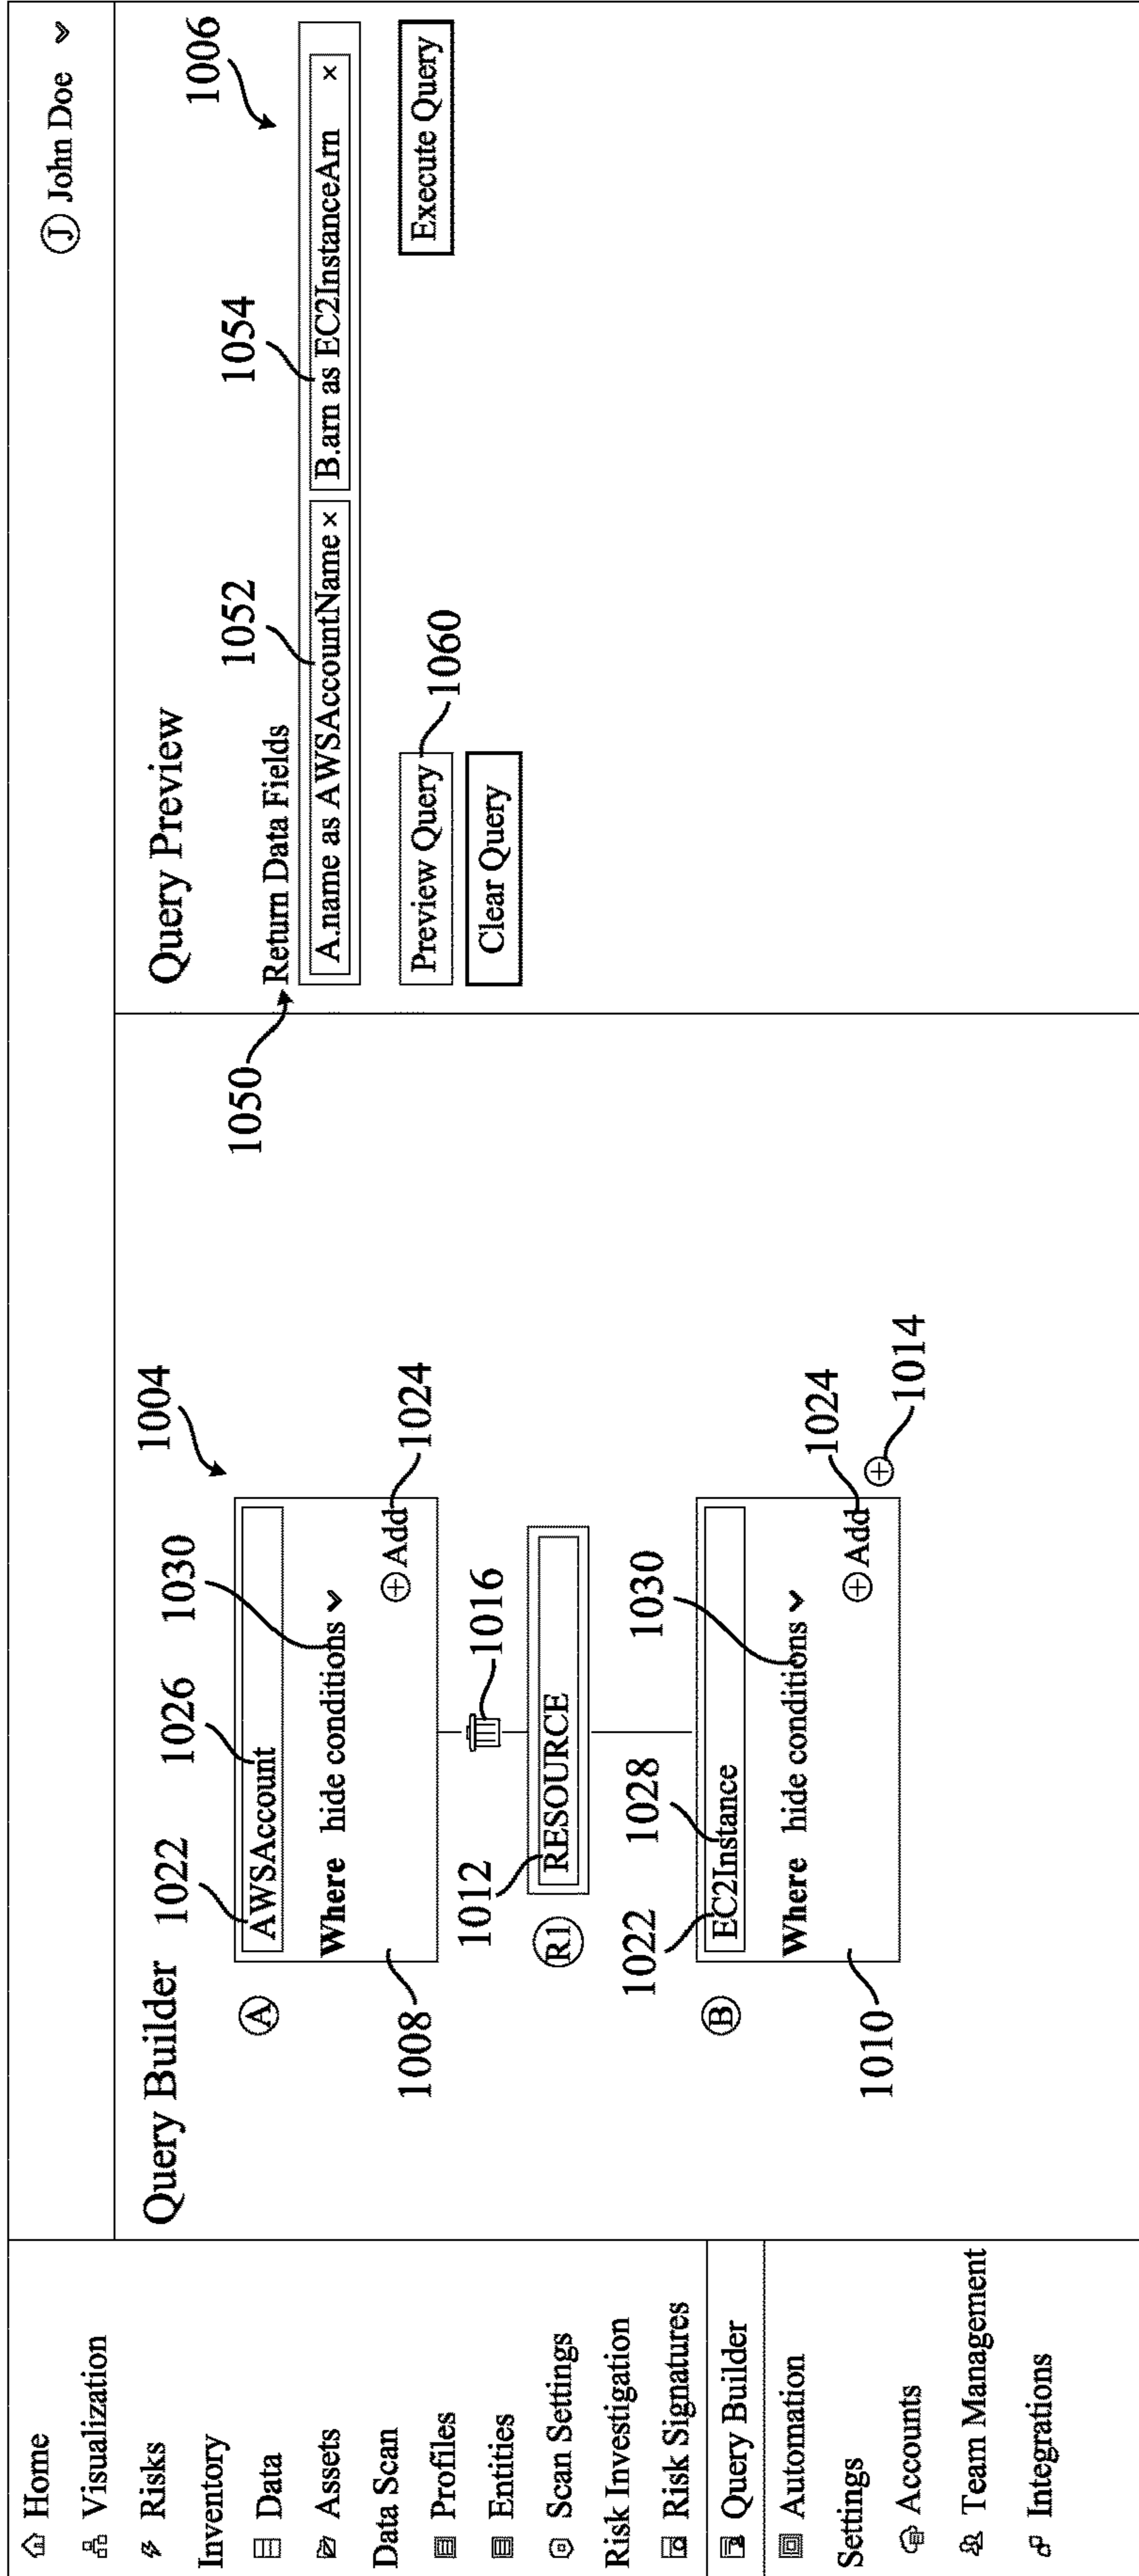 J John Doe
Home
Visualization
Risks
Inventory
Data
Assets
Data Scan
Profiles
Entities
Scan Settings
Risk Investigation
Risk Signatures
Query Builder
Automation
Settings
Accounts
Team Management
Integrations
Query Builder
1004
1022
1026
1030
A
AWSAccount
Where hide conditions
Add
1024
1008
1016
1012
R1
RESOURCE
1022
1028
1030
B
EC2Instance
Where hide conditions
Add
1024
1010
1014
Query Preview
1006
1050
Return Data Fields
1052
1054
A.name as AWSAccountName × B.arn as EC2InstanceArn ×
Preview Query
1060
Execute Query
Clear Query